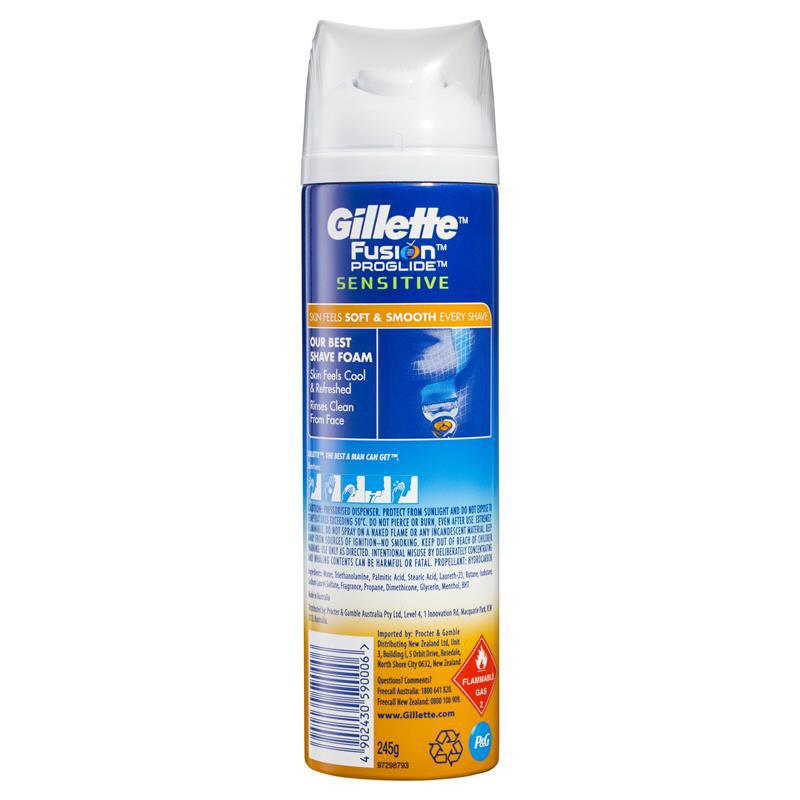 Gillette™
Fusion™
PROGLIDE™
SENSITIVE
SKIN FEELS SOFT & SMOOTH EVERY SHAVE
OUR BEST
SHAVE FOAM
Skin Feels Cool
& Refreshed
Rinses Clean
From Face
GILLETTE™, THE BEST A MAN CAN GET™.
Directions:
CAUTION: PRESSURISED DISPENSER. PROTECT FROM SUNLIGHT AND DO NOT EXPOSE TO
TEMPERATURES EXCEEDING 50°C. DO NOT PIERCE OR BURN, EVEN AFTER USE. EXTREMELY
FLAMMABLE. DO NOT SPRAY ON A NAKED FLAME OR ANY INCANDESCENT MATERIAL. KEEP
AWAY FROM SOURCES OF IGNITION–NO SMOKING. KEEP OUT OF REACH OF CHILDREN.
WARNING: USE ONLY AS DIRECTED. INTENTIONAL MISUSE BY DELIBERATELY CONCENTRATING
AND INHALING CONTENTS CAN BE HARMFUL OR FATAL. PROPELLANT: HYDROCARBON
Ingredients: Water, Triethanolamine, Palmitic Acid, Stearic Acid, Laureth-23, Butane, Isobutane,
Sodium Lauryl Sulfate, Fragrance, Propane, Dimethicone, Glycerin, Menthol, BHT
Made in Australia
Distributed by: Procter & Gamble Australia Pty Ltd, Level 4, 1 Innovation Rd, Macquarie Park, NSW
2113, Australia
Imported by: Procter & Gamble
Distributing New Zealand Ltd, Unit
3, Building I, 5 Orbit Drive, Rosedale,
North Shore City 0632, New Zealand
Questions? Comments?
Freecall Australia: 1800 641 820.
Freecall New Zealand: 0800 108 909.
www.Gillette.com
FLAMMABLE
GAS
2
4 902430 590006 >
245g
97298793
P&G